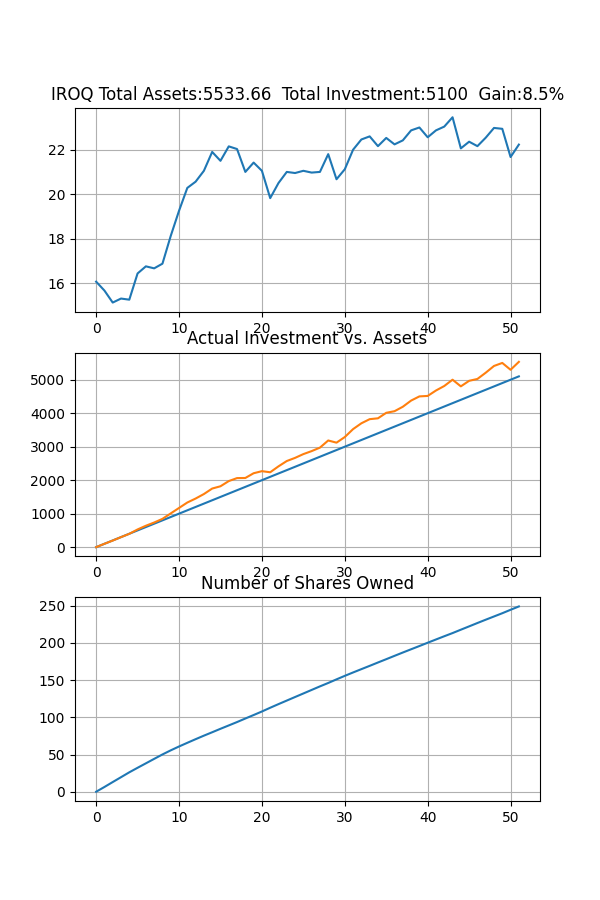 IROQ Total Assets:5533.66  Total Investment:5100  Gain:8.5%
22
20
18
16
0 10 20 30 40 50
Actual Investment vs. Assets
5000
4000
3000
2000
1000
0
0 10 20 30 40 50
Number of Shares Owned
250
200
150
100
50
0
0 10 20 30 40 50